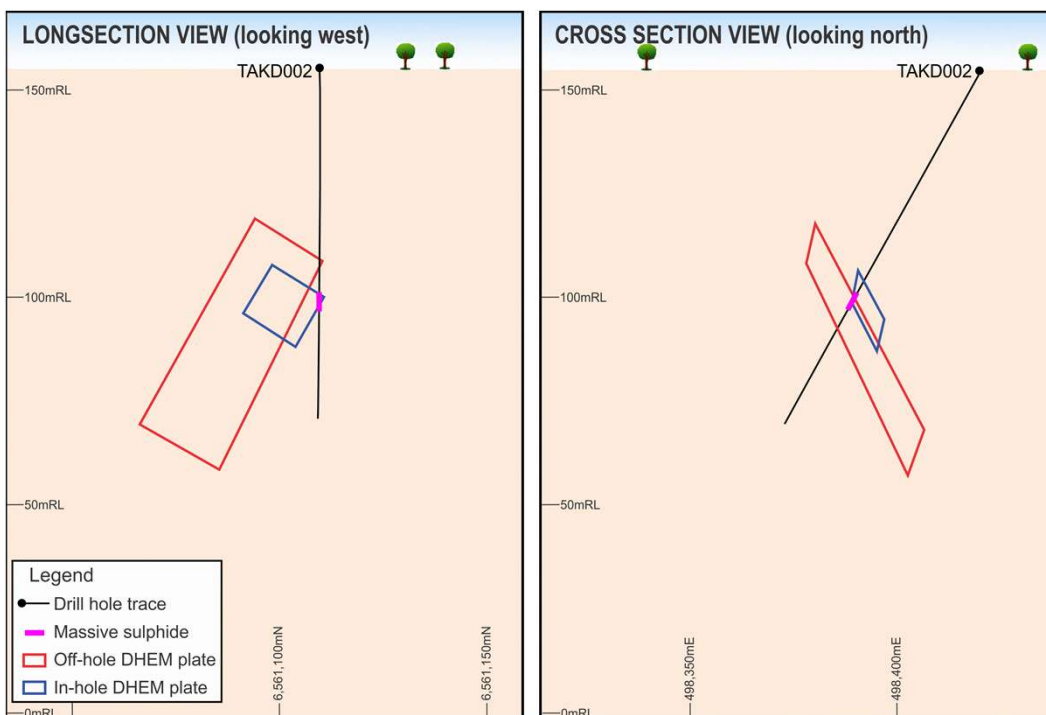 LONGSECTION VIEW (looking west)
TAKD002
150mRL
100mRL
50mRL
Legend
Drill hole trace
Massive sulphide
Off-hole DHEM plate
In-hole DHEM plate
6,561,100mN
6,561,150mN
CROSS SECTION VIEW (looking north)
TAKD002
150mRL
100mRL
50mRL
498,350mE
498,400mE
0mRL